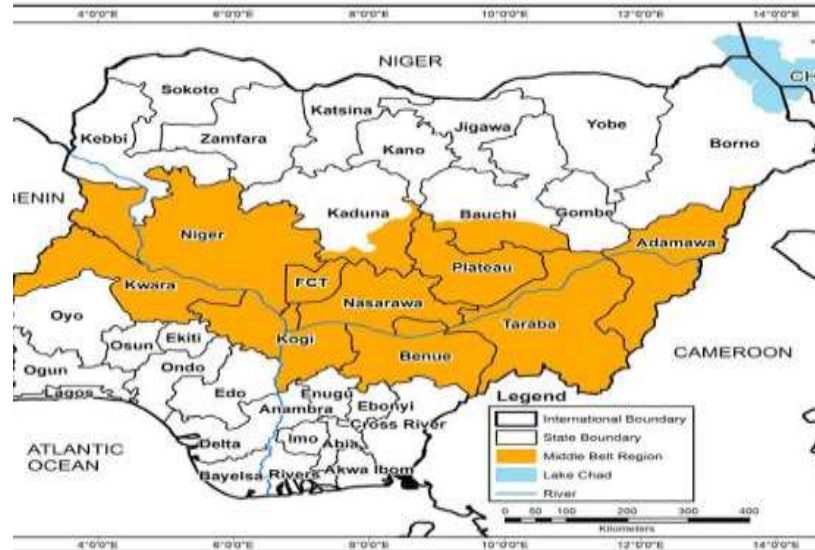 4°0'0"E 6°0'0"E 8°0'0"E 10°0'0"E 12°0'0"E 14°0'0"E
NIGER
CH
Sokoto
Katsina
Kebbi
Zamfara
Jigawa
Yobe
Kano
Borno
BENIN
Kaduna
Bauchi
Gombe
Niger
Adamawa
Plateau
FCT
Kwara
Nasarawa
Oyo
Taraba
Kogi
Osun
Ekiti
Benue
CAMEROON
Ogun
Ondo
Lagos
Edo
Enugu
Anambra
Ebonyi
Cross River
Delta
Imo
Abia
ATLANTIC
OCEAN
Bayelsa
Rivers
Akwa Ibom
Legend
International Boundary
State Boundary
Middle Belt Region
Lake Chad
River
0 50 100 200 300 400
Kilometers
4°0'0"E 6°0'0"E 8°0'0"E 10°0'0"E 12°0'0"E 14°0'0"E